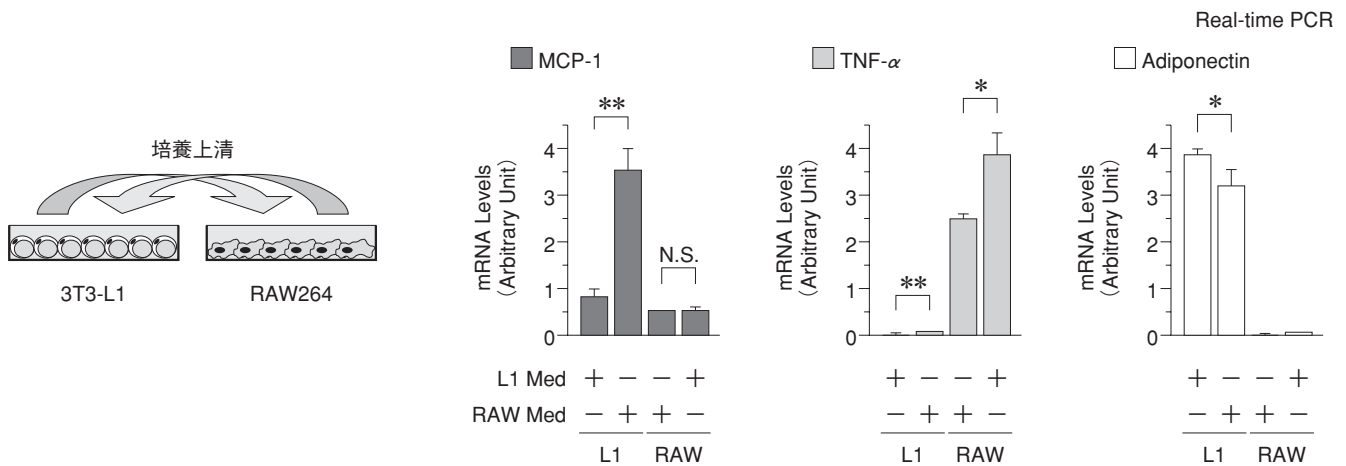 Real-time PCR
MCP-1
TNF-α
Adiponectin
培養上清
3T3-L1
RAW264
mRNA Levels
（Arbitrary Unit）
4
3
2
1
0
**
N.S.
mRNA Levels
（Arbitrary Unit）
4
3
2
1
0
**
*
mRNA Levels
（Arbitrary Unit）
4
3
2
1
0
*
L1 Med + − − + + − − + + − − +
RAW Med − + + − − + + − − + + −
L1 RAW L1 RAW L1 RAW